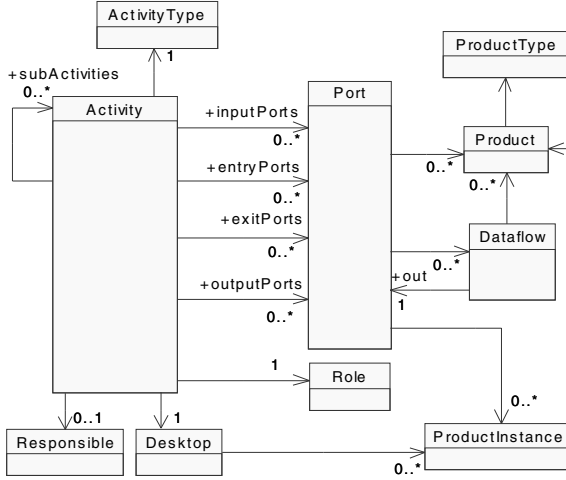 ActivityType
1
+subActivities
0..*
Activity
Port
ProductType
+inputPorts
0..*
Product
0..*
+entryPorts
0..*
0..*
+exitPorts
0..*
Dataflow
0..*
+out
1
+outputPorts
0..*
1
Role
0..*
0..1
1
Responsible
Desktop
ProductInstance
0..*